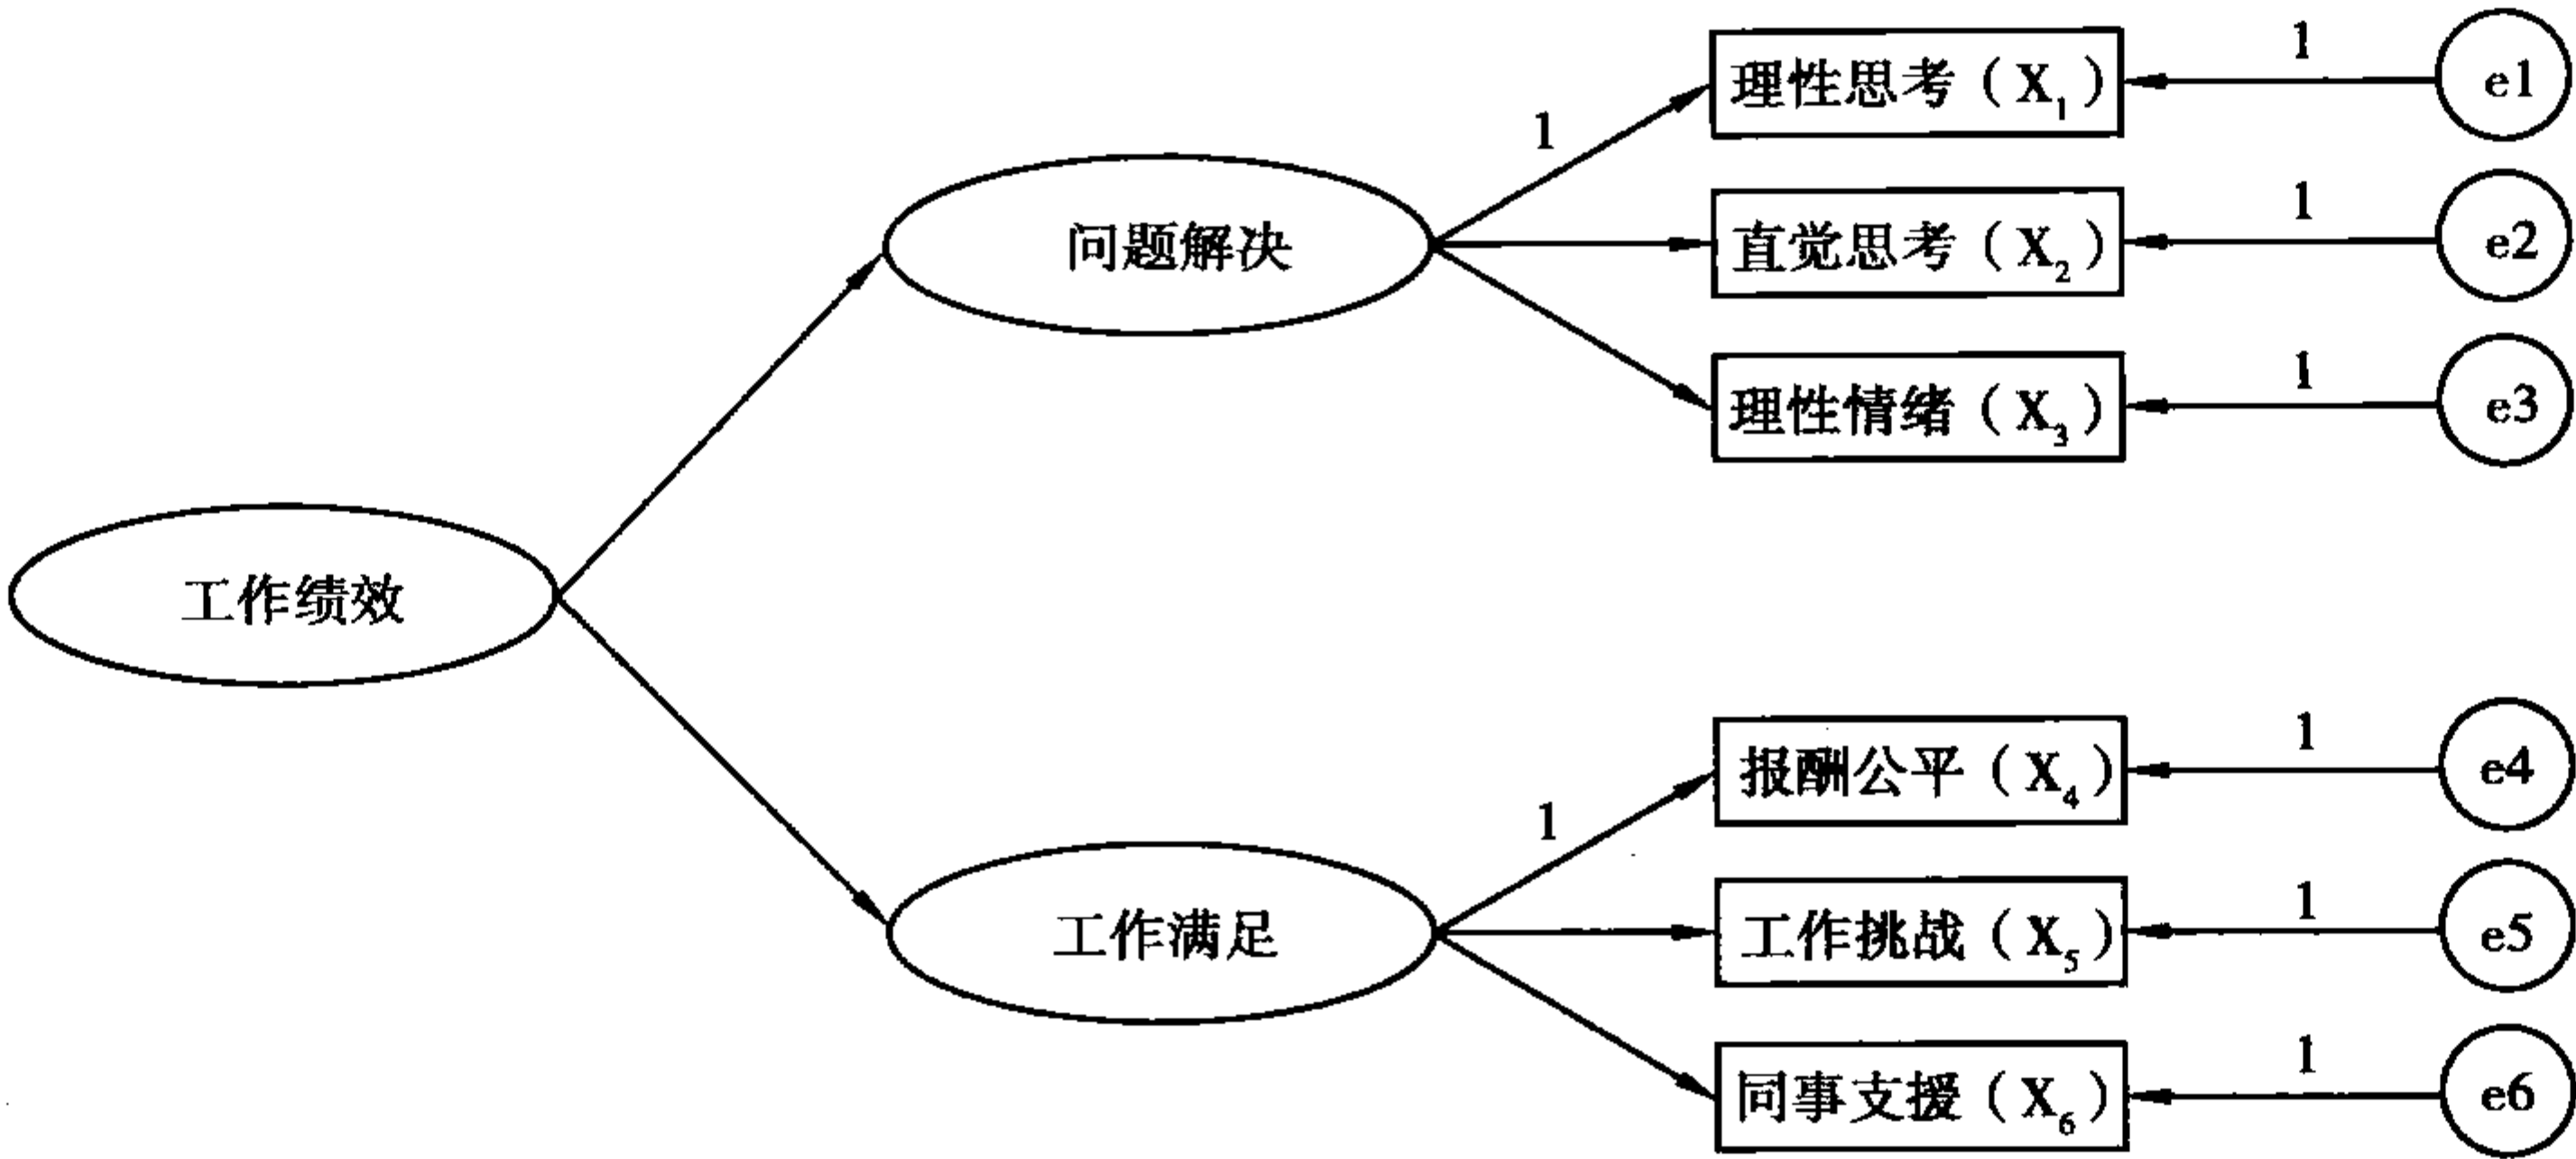 理性思考（X1）
1
e1
1
直觉思考（X2）
1
e2
问题解决
理性情绪（X3）
1
e3
工作绩效
报酬公平（X4）
1
e4
1
工作满足
工作挑战（X5）
1
e5
同事支援（X6）
1
e6